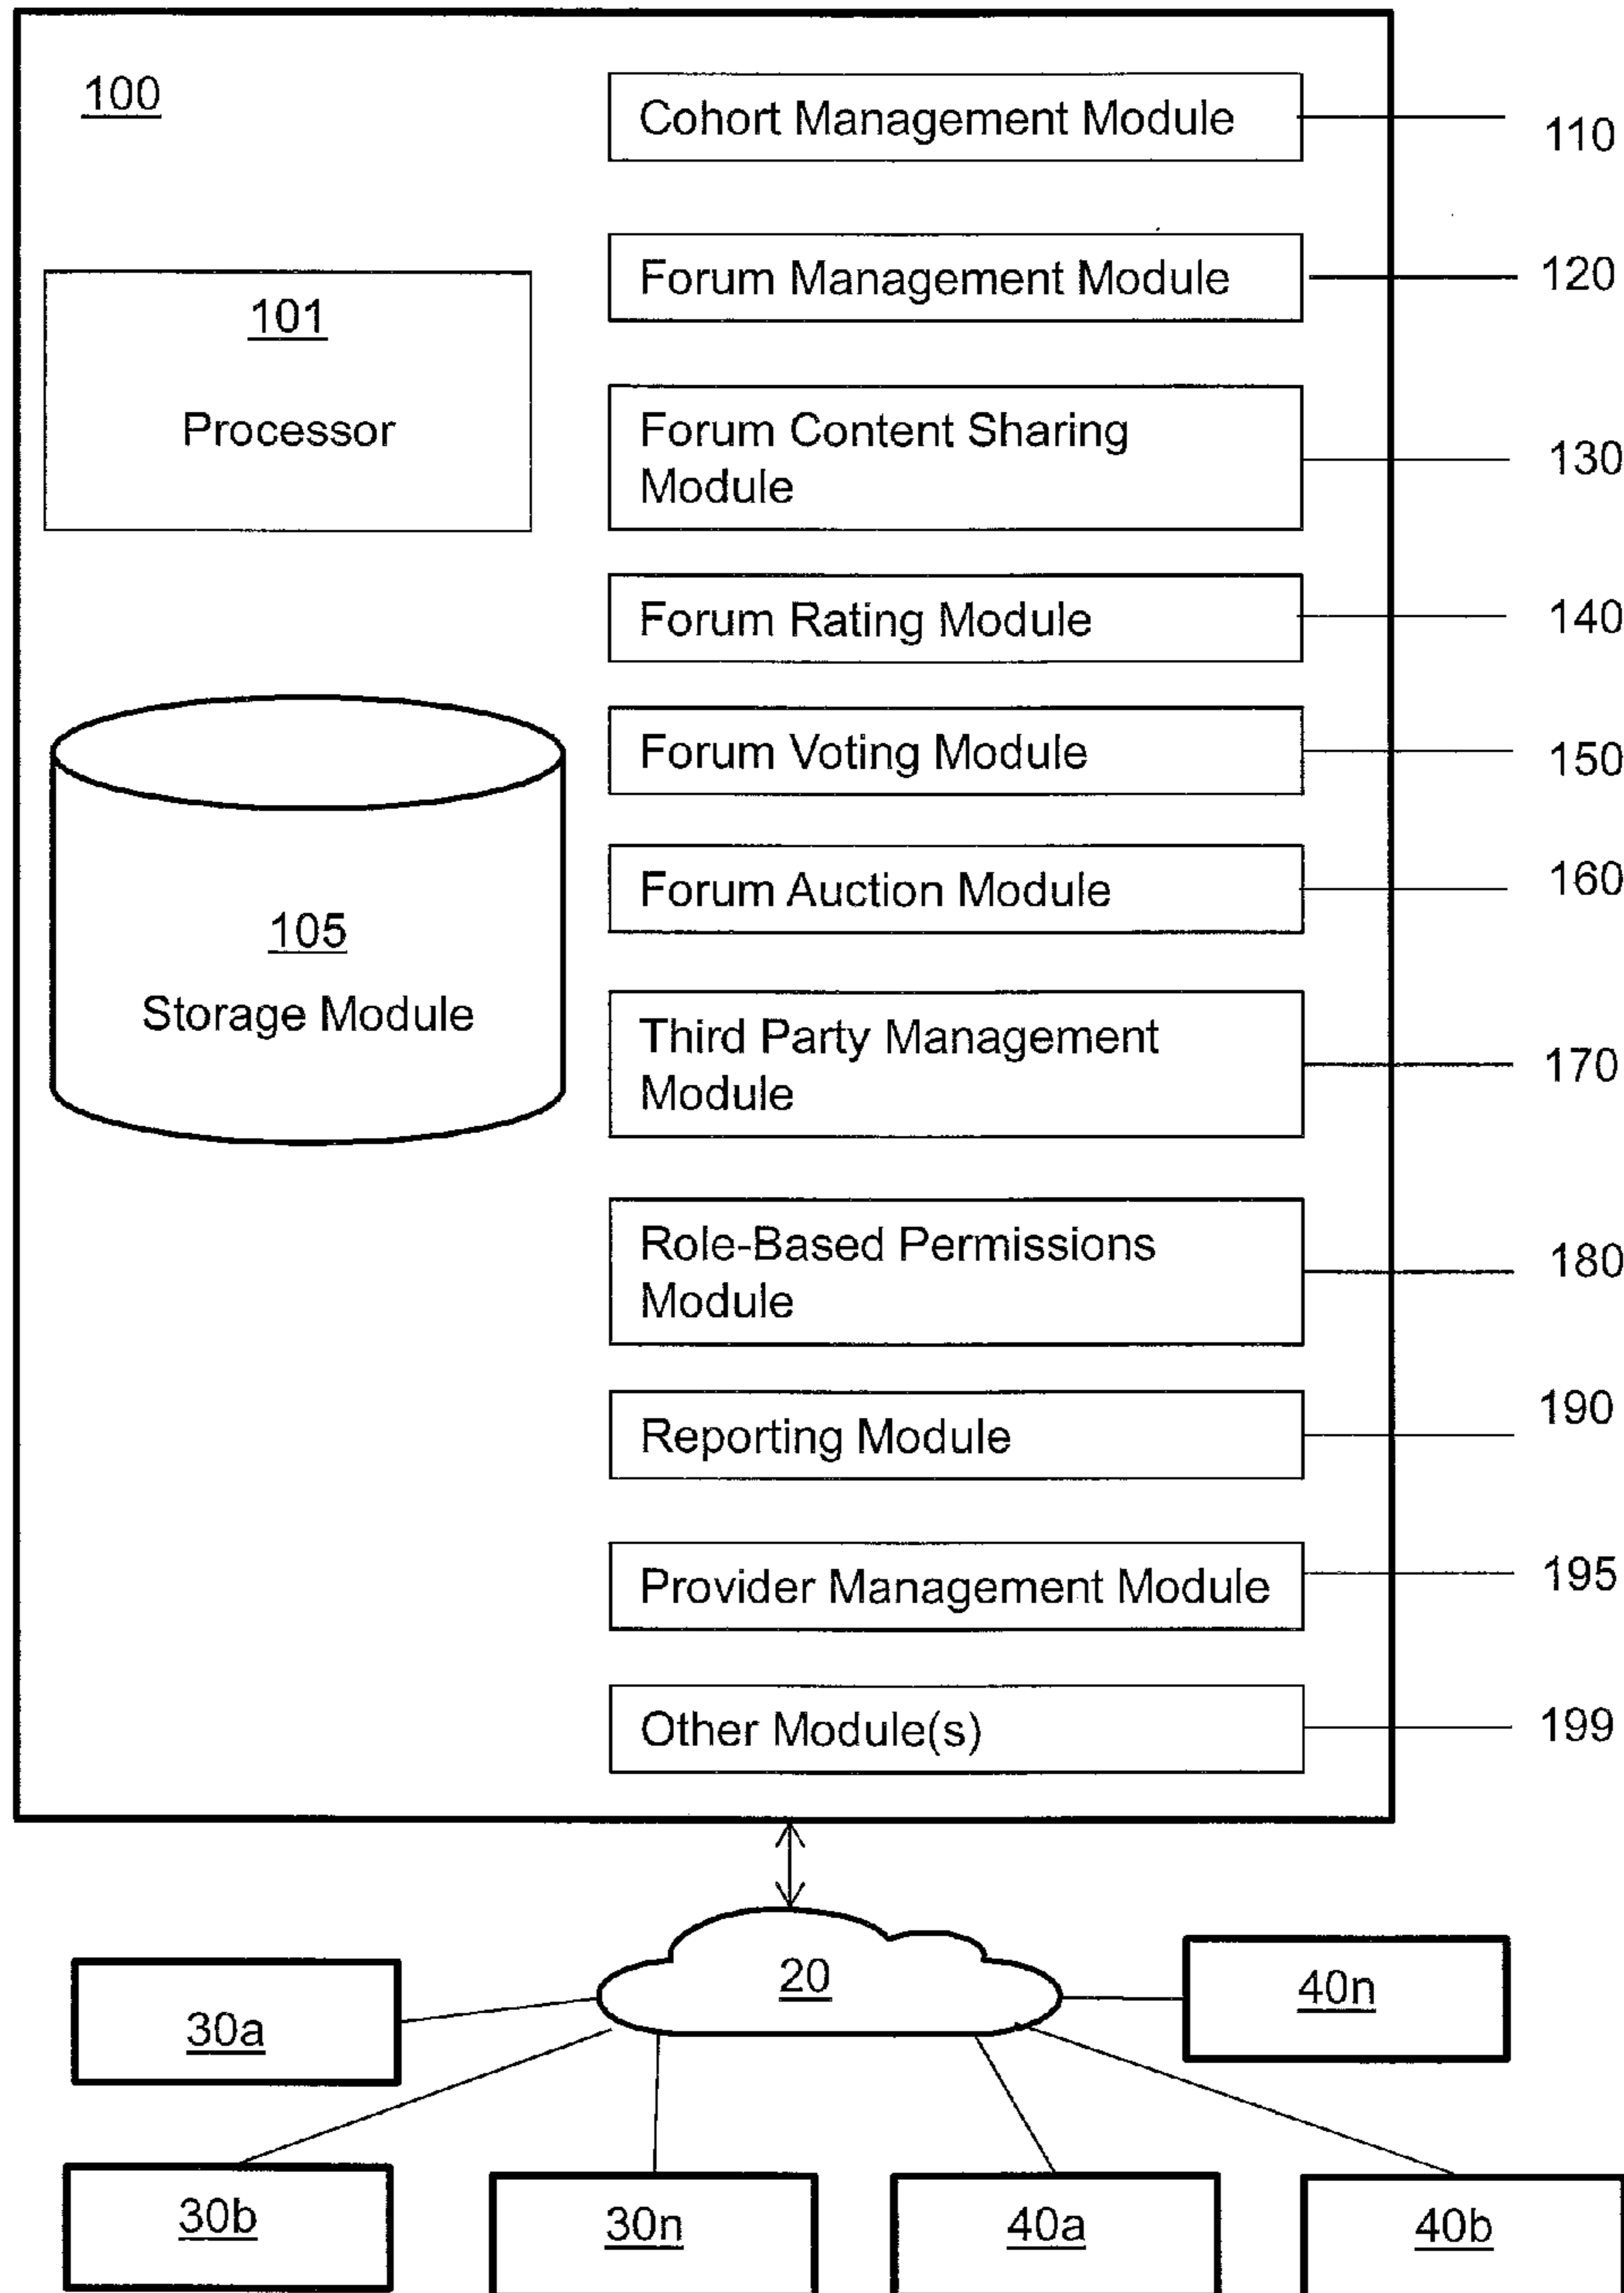 100
Cohort Management Module
110
Forum Management Module
120
101
Processor
Forum Content Sharing
Module
130
Forum Rating Module
140
Forum Voting Module
150
Forum Auction Module
160
105
Storage Module
Third Party Management
Module
170
Role-Based Permissions
Module
180
Reporting Module
190
Provider Management Module
195
Other Module(s)
199
20
30a
40n
30b
30n
40a
40b